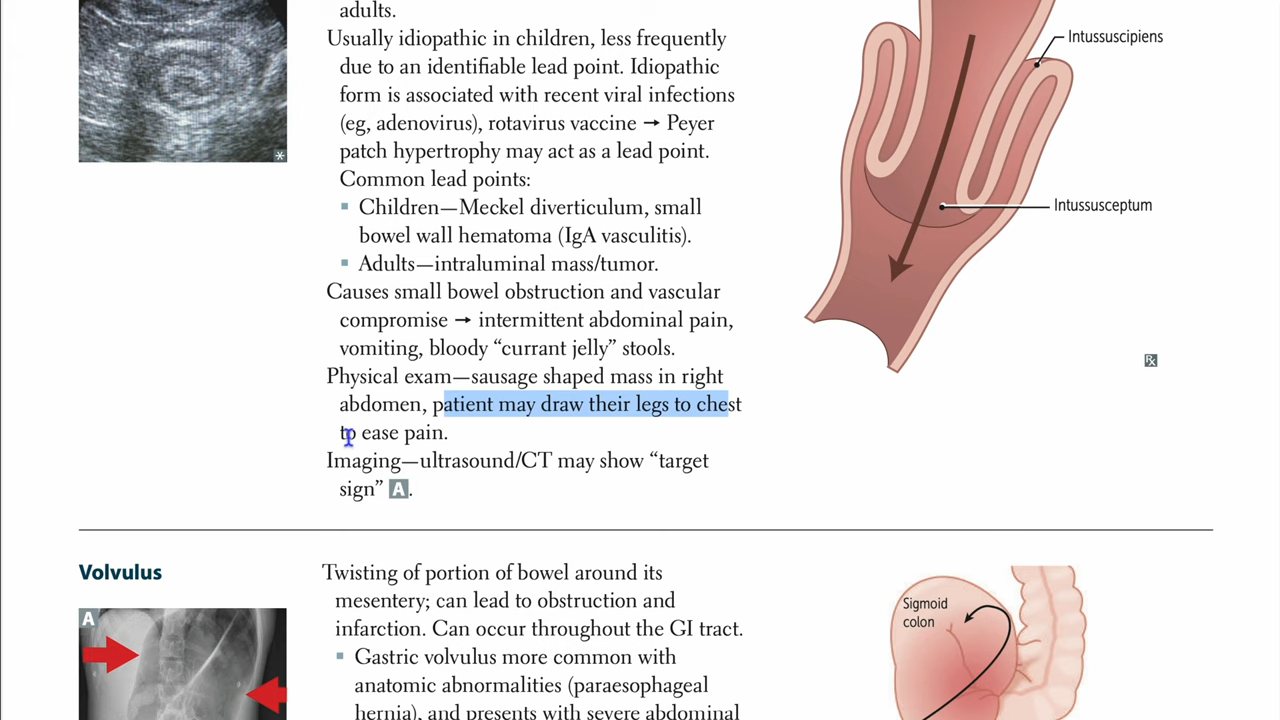 adults.
Usually idiopathic in children, less frequently
due to an identifiable lead point. Idiopathic
form is associated with recent viral infections
(eg, adenovirus), rotavirus vaccine → Peyer
patch hypertrophy may act as a lead point.
Common lead points:
▪ Children—Meckel diverticulum, small
bowel wall hematoma (IgA vasculitis).
▪ Adults—intraluminal mass/tumor.
Causes small bowel obstruction and vascular
compromise → intermittent abdominal pain,
vomiting, bloody “currant jelly” stools.
Physical exam—sausage shaped mass in right
abdomen, patient may draw their legs to chest
to ease pain.
Imaging—ultrasound/CT may show “target
sign” A.
Intussuscipiens
Intussusceptum
Rx
Volvulus
A
Twisting of portion of bowel around its
mesentery; can lead to obstruction and
infarction. Can occur throughout the GI tract.
▪ Gastric volvulus more common with
anatomic abnormalities (paraesophageal
hernia), and presents with severe abdominal
Sigmoid
colon